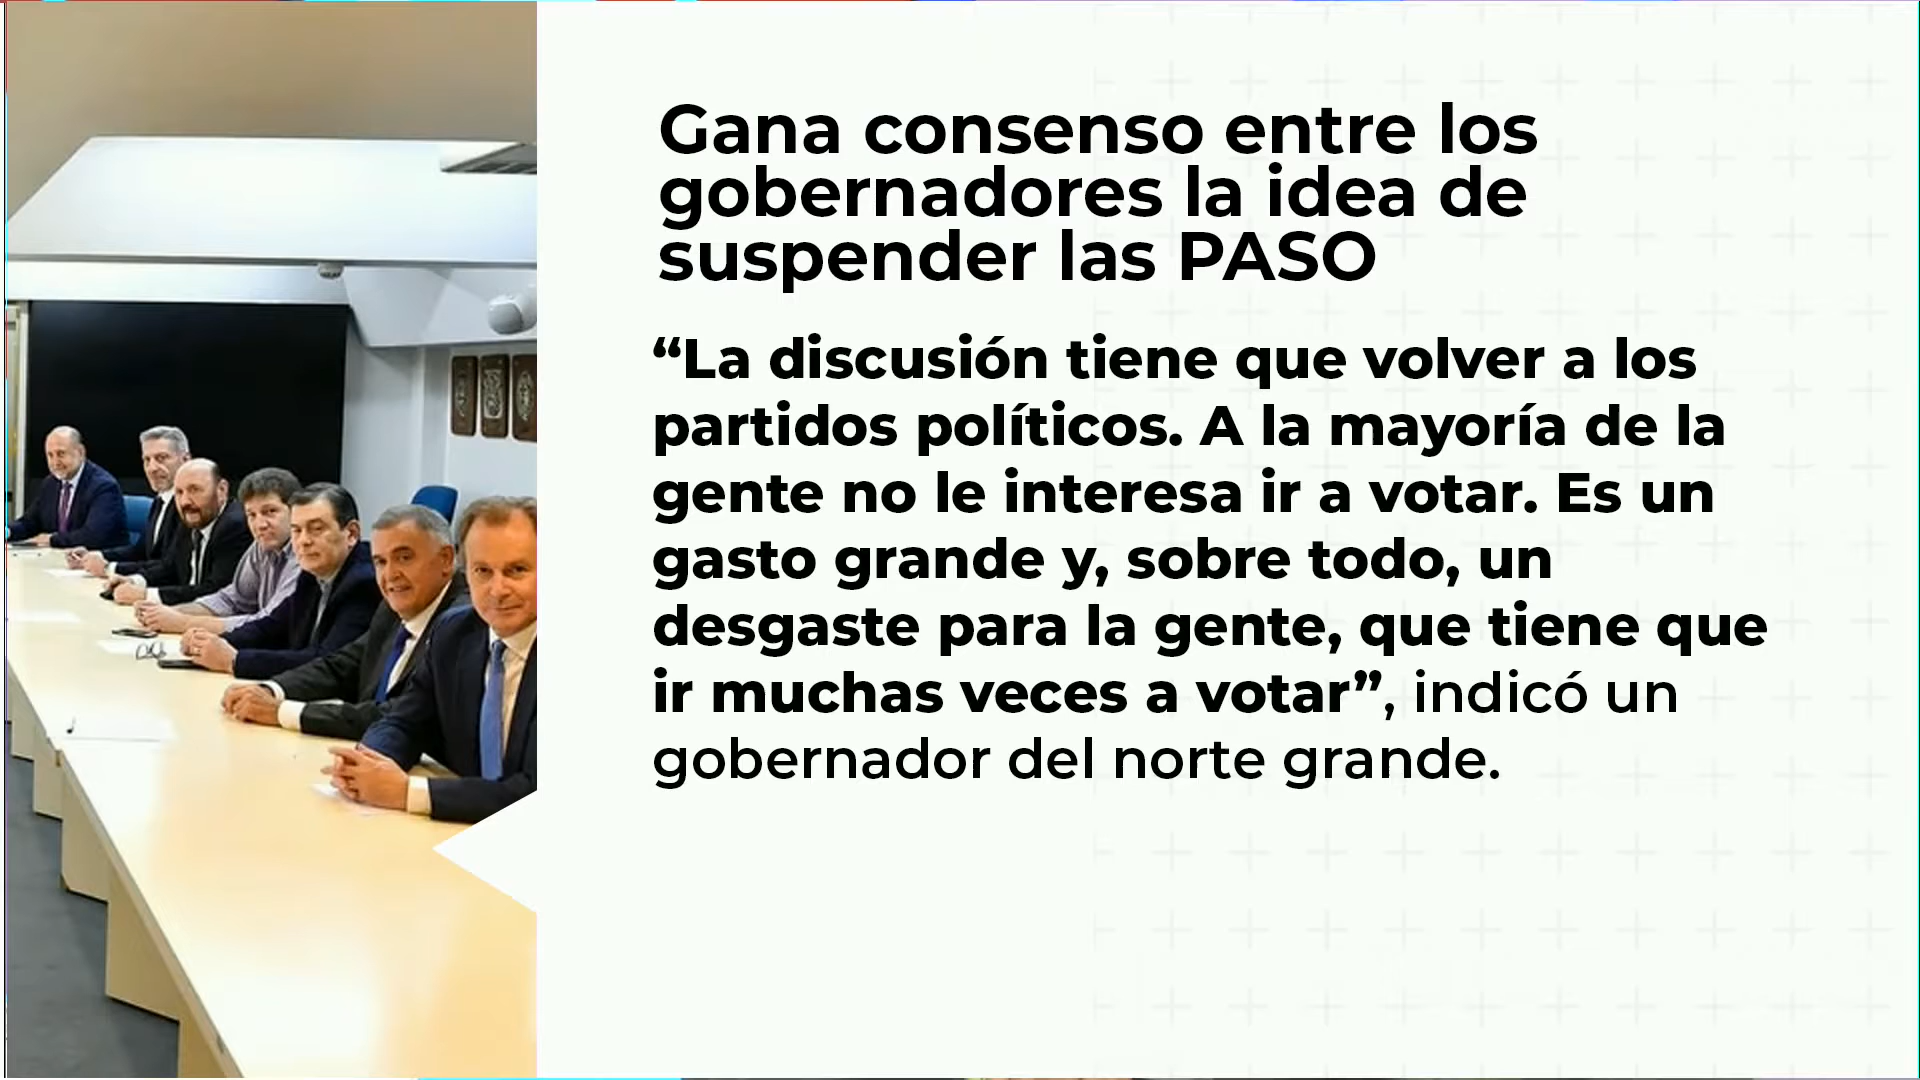 Gana consenso entre los
gobernadores la idea de
suspender las PASO
“La discusión tiene que volver a los
partidos políticos. A la mayoría de la
gente no le interesa ir a votar. Es un
gasto grande y, sobre todo, un
desgaste para la gente, que tiene que
ir muchas veces a votar”, indicó un
gobernador del norte grande.